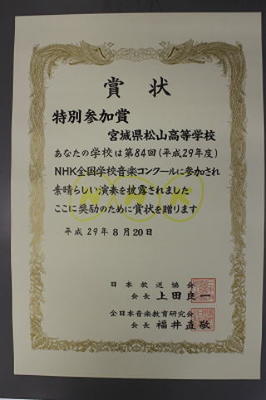 賞状
特別参加賞
宮城県松山高等学校
あなたの学校は第84回(平成29年度)
NHK全国学校音楽コンクールに参加され
素晴らしい演奏を披露されました
ここに奨励のために賞状を贈ります
平成29年8月20日
日本放送協会
会長 上田良一
全日本音楽教育研究会
会長 福井直敬